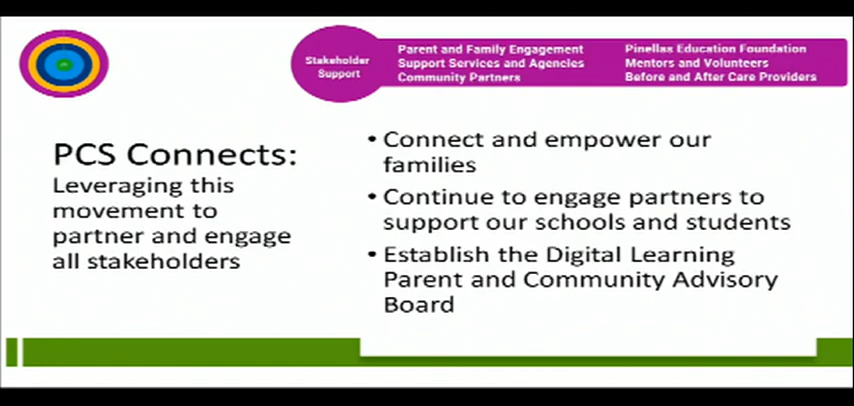 Stakeholder
Support
Parent and Family Engagement
Support Services and Agencies
Community Partners
Pinellas Education Foundation
Mentors and Volunteers
Before and After Care Providers
PCS Connects:
Leveraging this
movement to
partner and engage
all stakeholders
• Connect and empower our
families
• Continue to engage partners to
support our schools and students
• Establish the Digital Learning
Parent and Community Advisory
Board